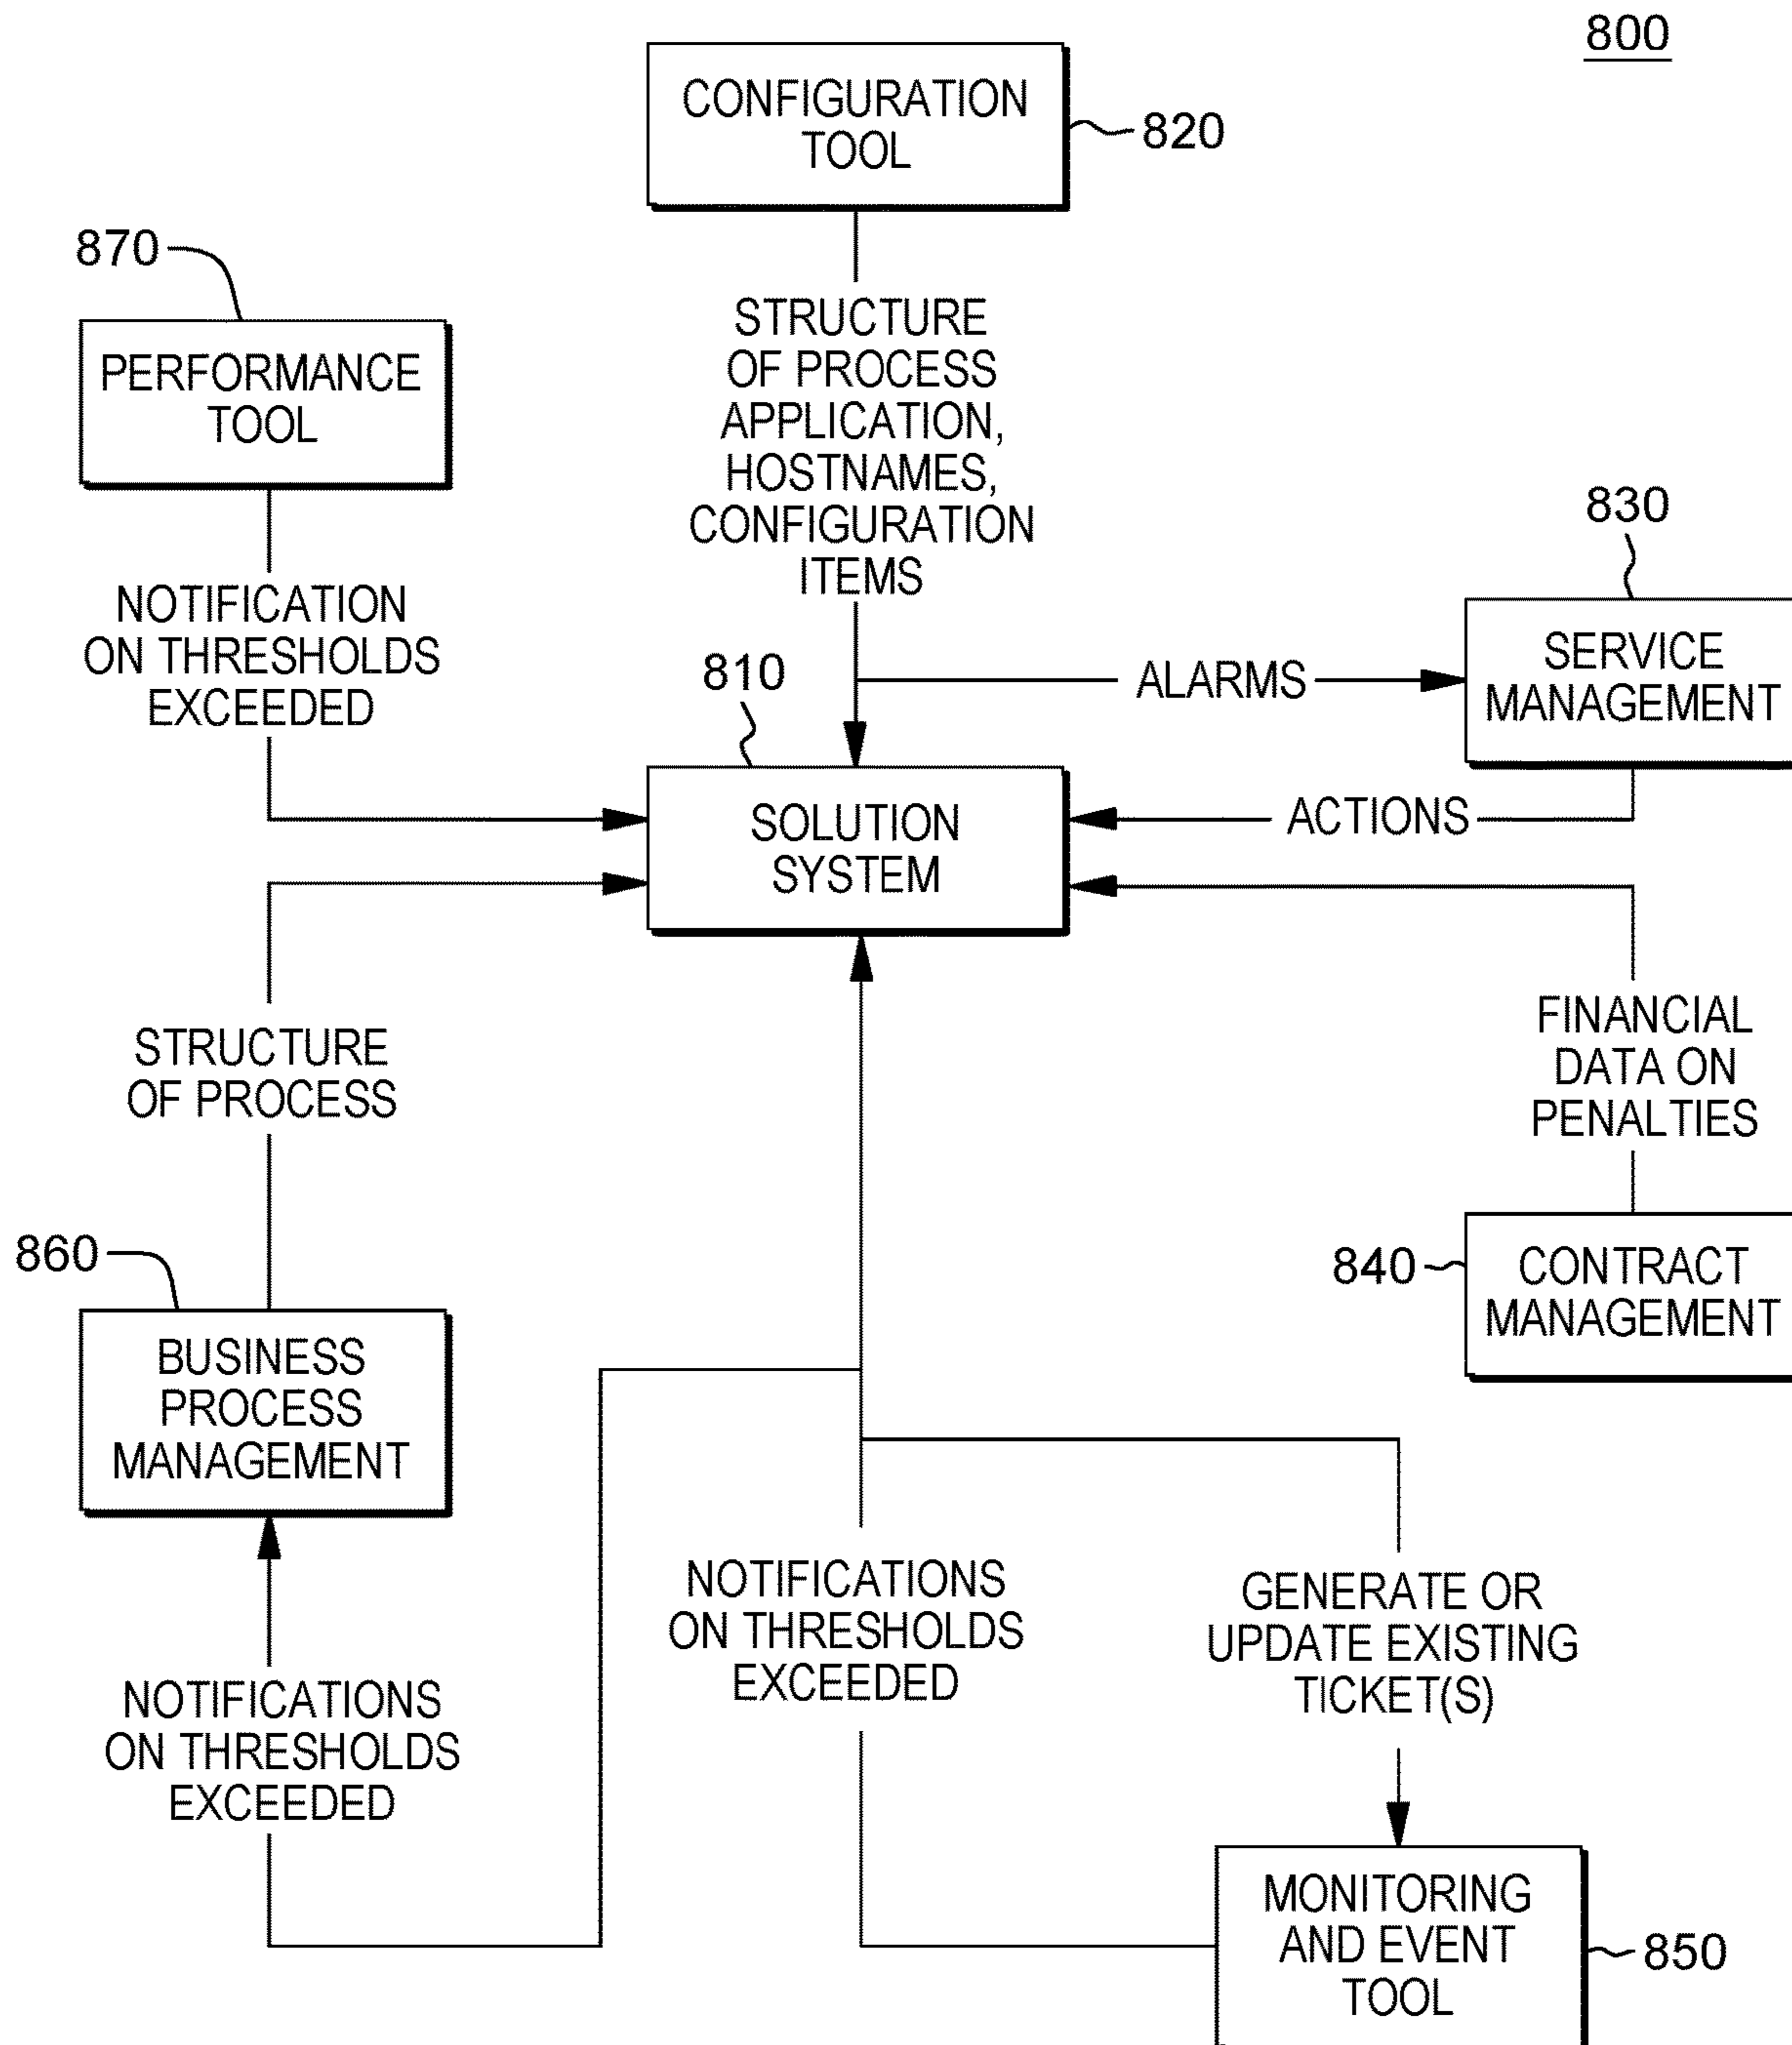 800
CONFIGURATION
TOOL
820
870
PERFORMANCE
TOOL
STRUCTURE
OF PROCESS
APPLICATION,
HOSTNAMES,
CONFIGURATION
ITEMS
830
NOTIFICATION
ON THRESHOLDS
EXCEEDED
810
ALARMS
SERVICE
MANAGEMENT
SOLUTION
SYSTEM
ACTIONS
STRUCTURE
OF PROCESS
FINANCIAL
DATA ON
PENALTIES
860
BUSINESS
PROCESS
MANAGEMENT
840
CONTRACT
MANAGEMENT
NOTIFICATIONS
ON THRESHOLDS
EXCEEDED
NOTIFICATIONS
ON THRESHOLDS
EXCEEDED
GENERATE OR
UPDATE EXISTING
TICKET(S)
MONITORING
AND EVENT
TOOL
850